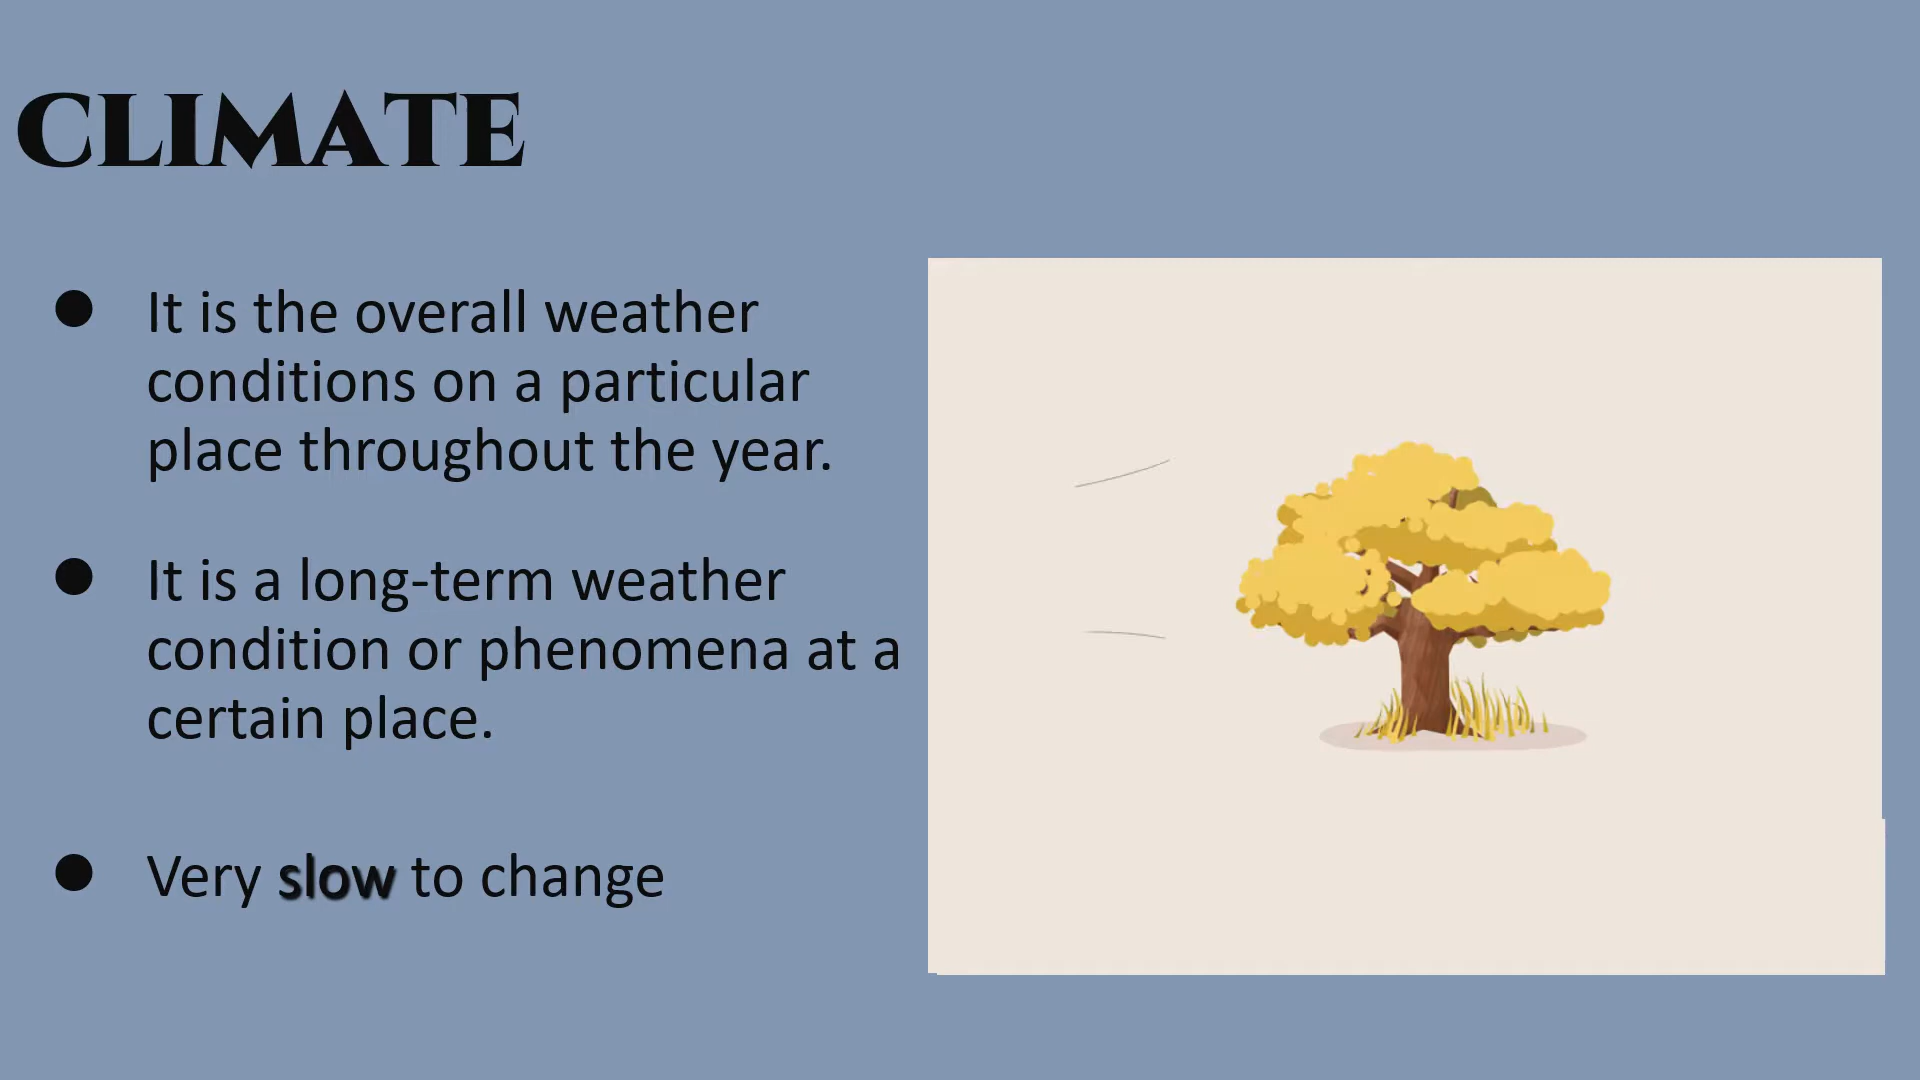 CLIMATE
● It is the overall weather
conditions on a particular
place throughout the year.
● It is a long-term weather
condition or phenomena at a
certain place.
● Very slow to change